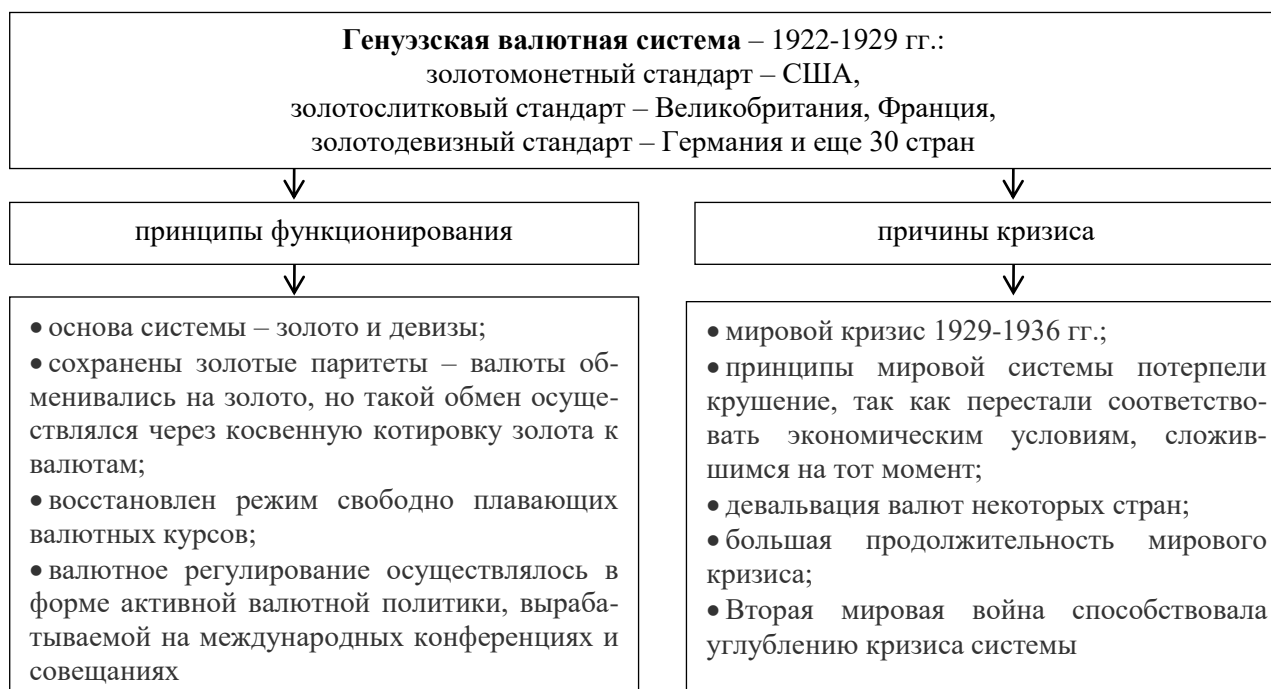 Генуэзская валютная система – 1922-1929 гг.:
золотомонетный стандарт – США,
золотослитковый стандарт – Великобритания, Франция,
золотодевизный стандарт – Германия и еще 30 стран
принципы функционирования
причины кризиса
• основа системы – золото и девизы;
• сохранены золотые паритеты – валюты об-
менивались на золото, но такой обмен осуще-
ствлялся через косвенную котировку золота к
валютам;
• восстановлен режим свободно плавающих
валютных курсов;
• валютное регулирование осуществлялось в
форме активной валютной политики, выраба-
тываемой на международных конференциях и
совещаниях
• мировой кризис 1929-1936 гг.;
• принципы мировой системы потерпели
крушение, так как перестали соответство-
вать экономическим условиям, сложив-
шимся на тот момент;
• девальвация валют некоторых стран;
• большая продолжительность мирового
кризиса;
• Вторая мировая война способствовала
углублению кризиса системы